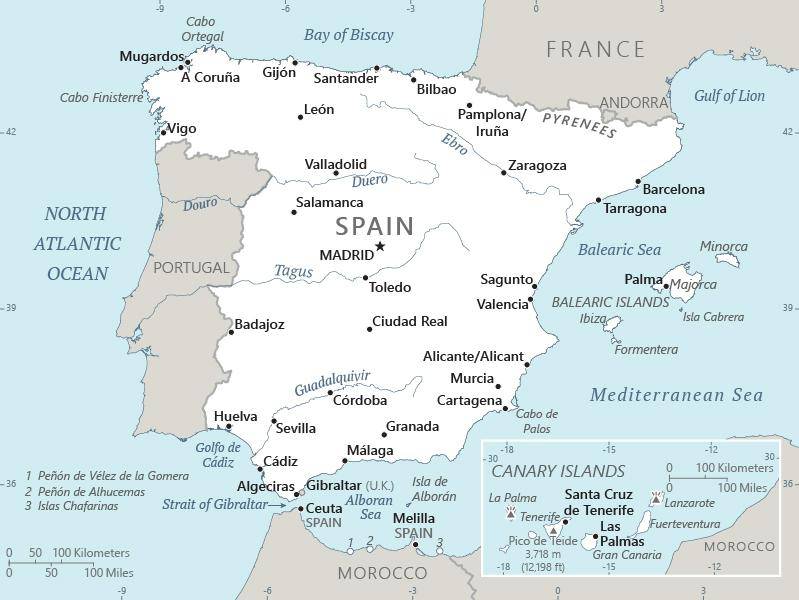 -9
-6
-3
0
3
Cabo
Ortegal
Bay of Biscay
FRANCE
Mugardos
A Coruña
Gijón
Santander
Bilbao
ANDORRA
Gulf of Lion
Cabo Finisterre
León
Pamplona/
Iruña
PYRENEES
42
42
Vigo
Ebro
Valladolid
Zaragoza
Duero
Barcelona
Douro
Salamanca
Tarragona
NORTH
ATLANTIC
OCEAN
SPAIN
MADRID
Balearic Sea
Minorca
PORTUGAL
Tagus
Toledo
Sagunto
Palma
Majorca
Valencia
BALEARIC ISLANDS
39
39
Badajoz
Ciudad Real
Ibiza
Isla Cabrera
Formentera
Alicante/Alicant
Murcia
Guadalquivir
Córdoba
Cartagena
Mediterranean Sea
Huelva
Sevilla
Granada
Cabo de
Palos
Golfo de
Cádiz
Cádiz
Málaga
36
1 Peñón de Vélez de la Gomera
2 Peñón de Alhucemas
3 Islas Chafarinas
Algeciras
Gibraltar (U.K.)
Isla de
Alborán
Strait of Gibraltar
Ceuta
SPAIN
Alboran
Sea
Melilla
SPAIN
1
2
3
MOROCCO
0 50 100 Kilometers
0 50 100 Miles
-9
-6
-3
0
3
-18
-15
-12
30
30
CANARY ISLANDS
0 100 Kilometers
0 100 Miles
La Palma
Santa Cruz
de Tenerife
Lanzarote
Tenerife
Las
Palmas
Fuerteventura
Pico de Teide
3,718 m
(12,198 ft)
Gran Canaria
MOROCCO
-18
-15
-12